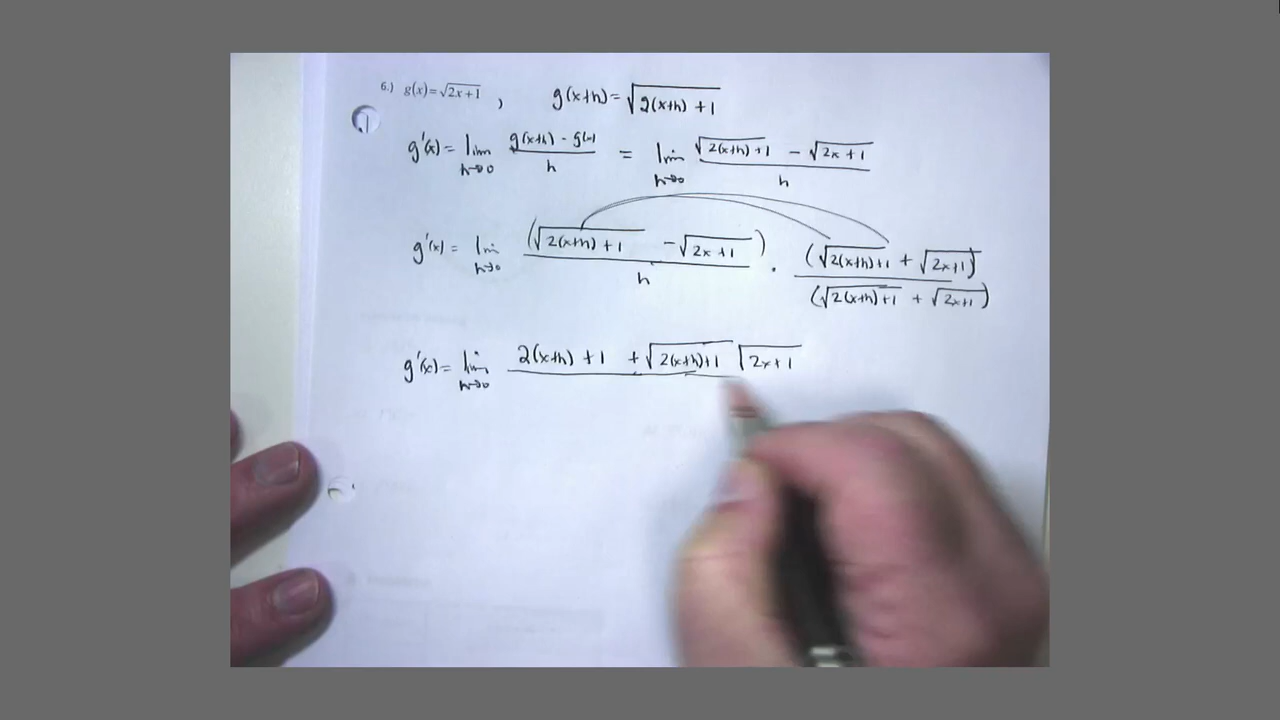 6.) g(x)=√2x+1 , g(x+h)=√2(x+h)+1
g'(x)= lim h→0 g(x+h)-g(x) / h = lim h→0 √2(x+h)+1 - √2x+1 / h
g'(x)= lim h→0 (√2(x+h)+1 -√2x+1) / h · (√2(x+h)+1 + √2x+1) / (√2(x+h)+1 + √2x+1)
g'(x)= lim h→0 2(x+h)+1 +√2(x+h)+1 √2x+1